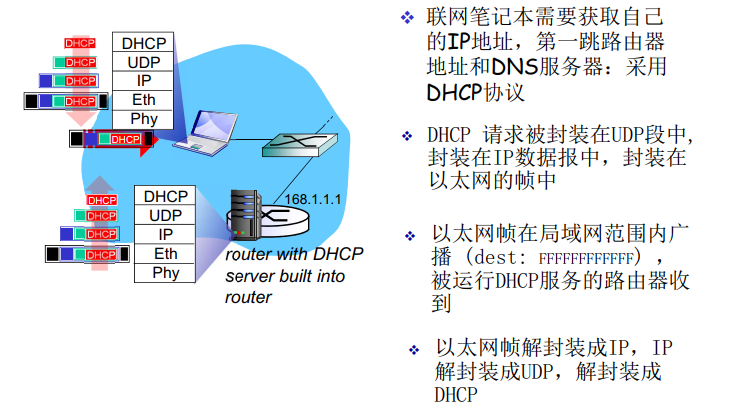 DHCP
DHCP
DHCP
DHCP
DHCP
DHCP
UDP
IP
Eth
Phy
DHCP
DHCP
DHCP
DHCP
DHCP
UDP
IP
Eth
Phy
168.1.1.1
router with DHCP
server built into
router
联网笔记本需要获取自己
的IP地址，第一跳路由器
地址和DNS服务器：采用
DHCP协议
DHCP 请求被封装在UDP段中,
封装在IP数据报中，封装在
以太网的帧中
以太网帧在局域网范围内广
播 (dest: FFFFFFFFFFFF) ,
被运行DHCP服务的路由器收
到
以太网帧解封装成IP，IP
解封装成UDP，解封装成
DHCP